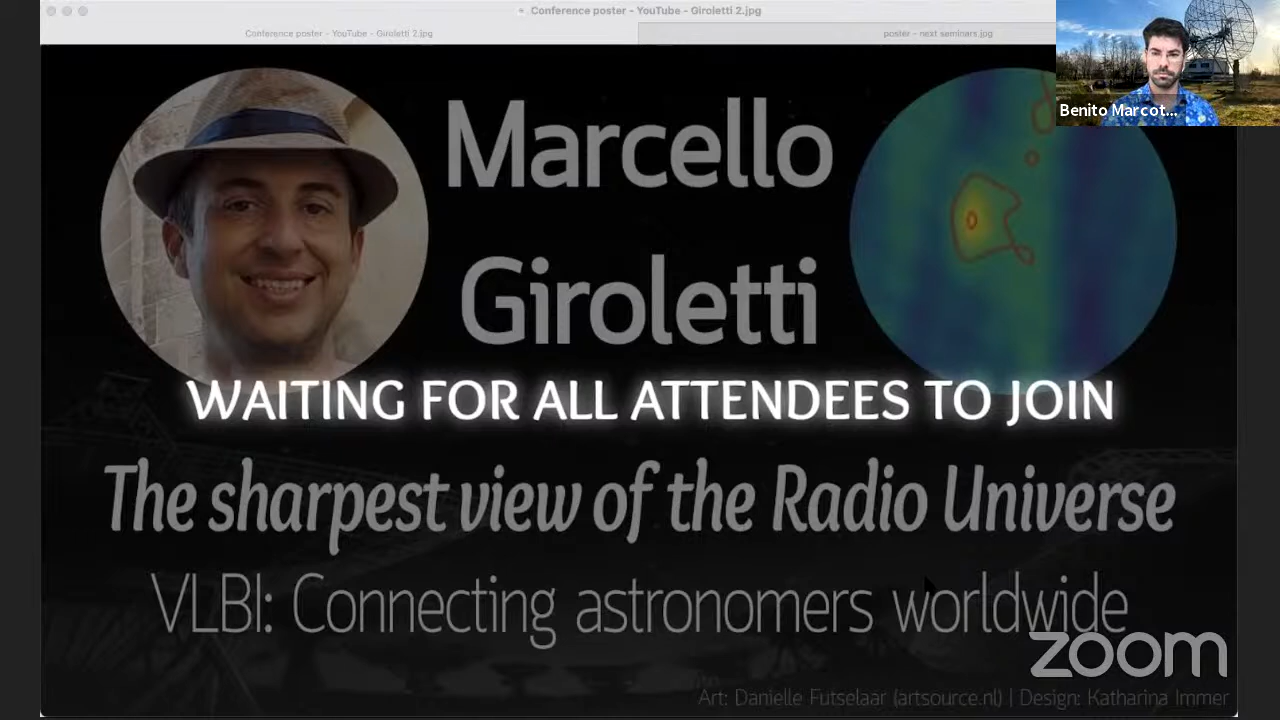 Conference poster - YouTube - Giroletti 2.jpg
Conference poster - YouTube - Giroletti 2.jpg
poster - next seminars.jpg
Benito Marcot...
Marcello
Giroletti
WAITING FOR ALL ATTENDEES TO JOIN
The sharpest view of the Radio Universe
VLBI: Connecting astronomers worldwide
zoom
Art: Danielle Futselaar (artsource.nl) | Design: Katharina Immer